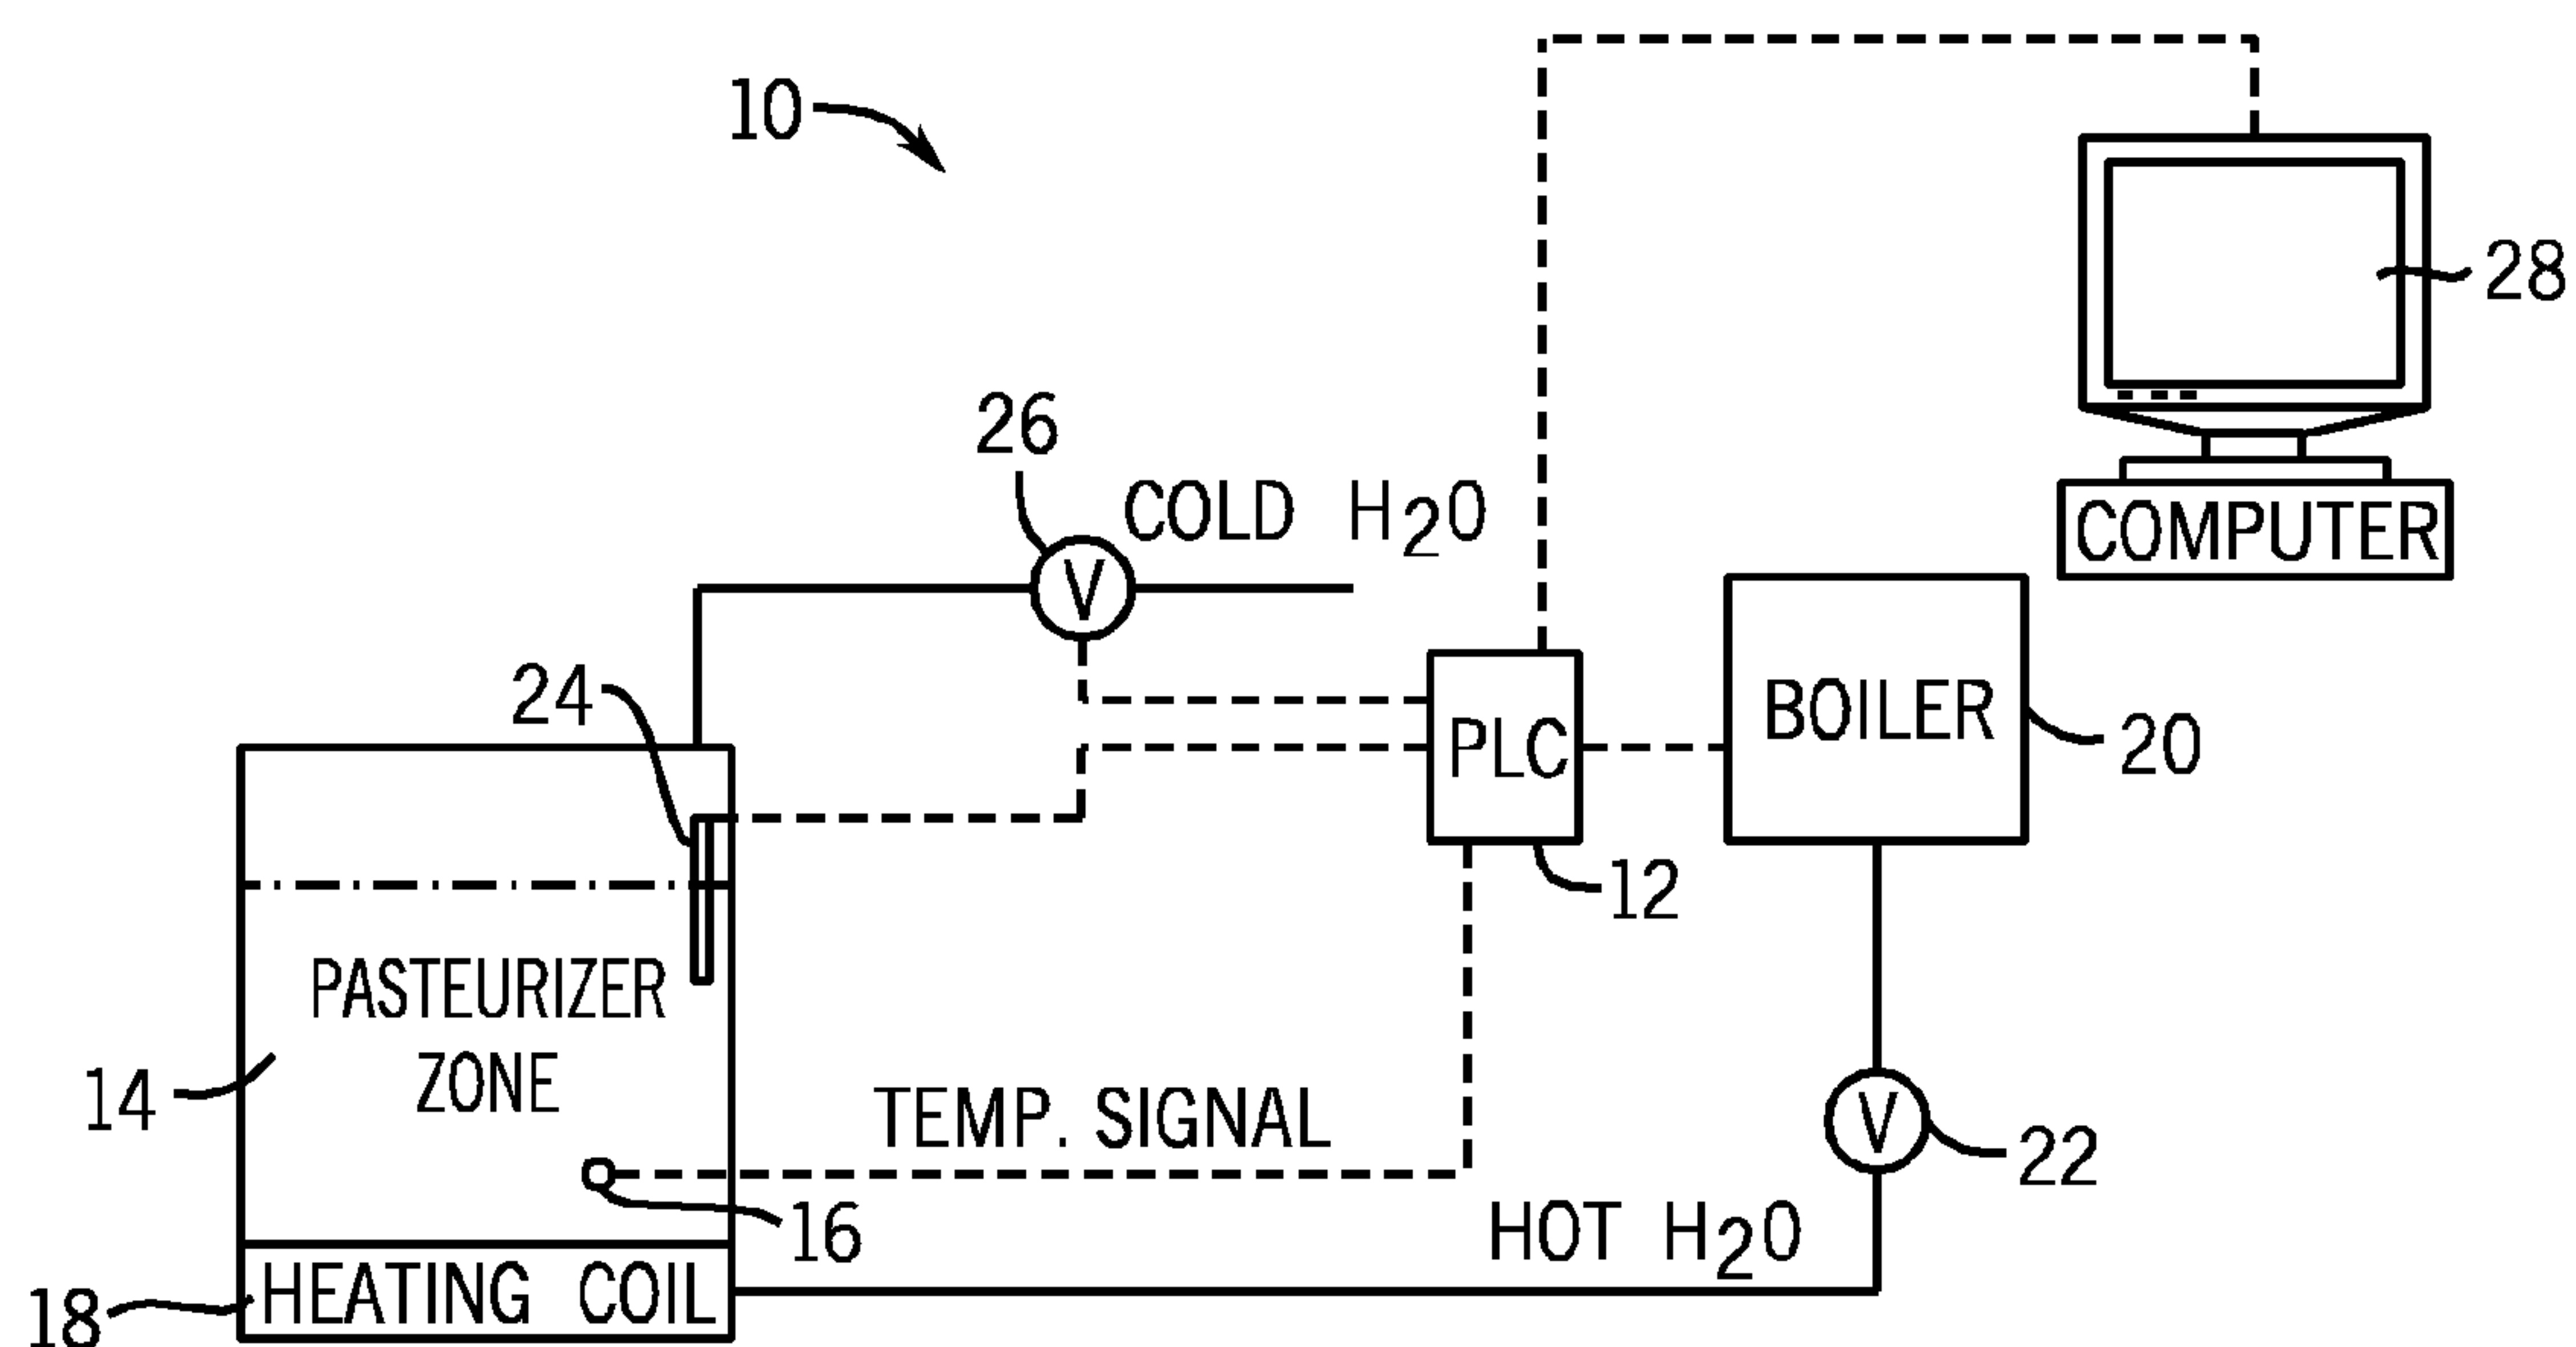 10
28
26
COLD H2O
COMPUTER
V
24
BOILER
PLC
20
12
PASTEURIZER
ZONE
14
TEMP. SIGNAL
V
22
16
HOT H2O
HEATING COIL
18